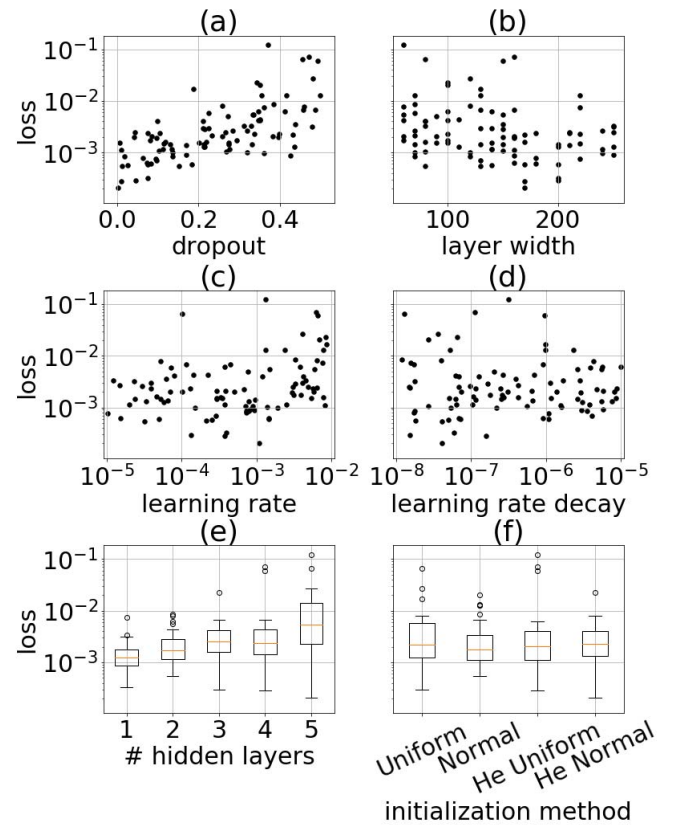 (a) (b)
10⁻¹
10⁻²
10⁻³
loss
0.0 0.2 0.4 100 200
dropout layer width
(c) (d)
10⁻¹
10⁻²
10⁻³
loss
10⁻⁵ 10⁻⁴ 10⁻³ 10⁻² 10⁻⁸ 10⁻⁷ 10⁻⁶ 10⁻⁵
learning rate learning rate decay
(e) (f)
10⁻¹
10⁻²
10⁻³
loss
1 2 3 4 5 Uniform Normal He Uniform He Normal
# hidden layers
initialization method